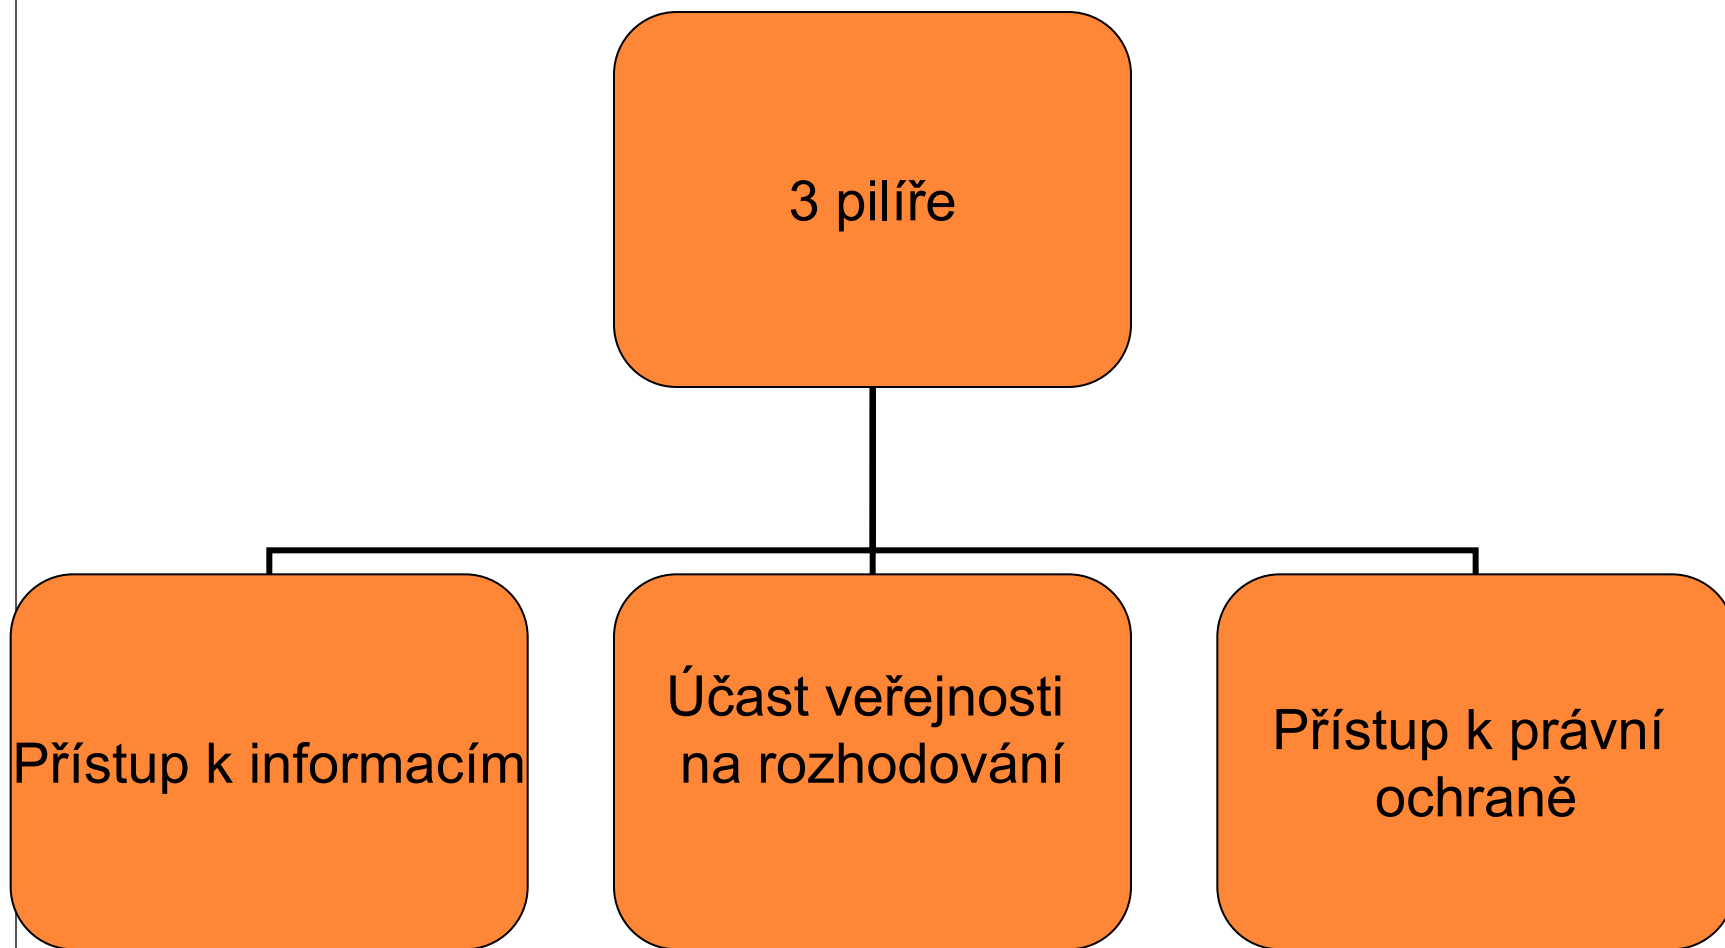 3 pilíře
Přístup k informacím
Účast veřejnosti
na rozhodování
Přístup k právní
ochraně